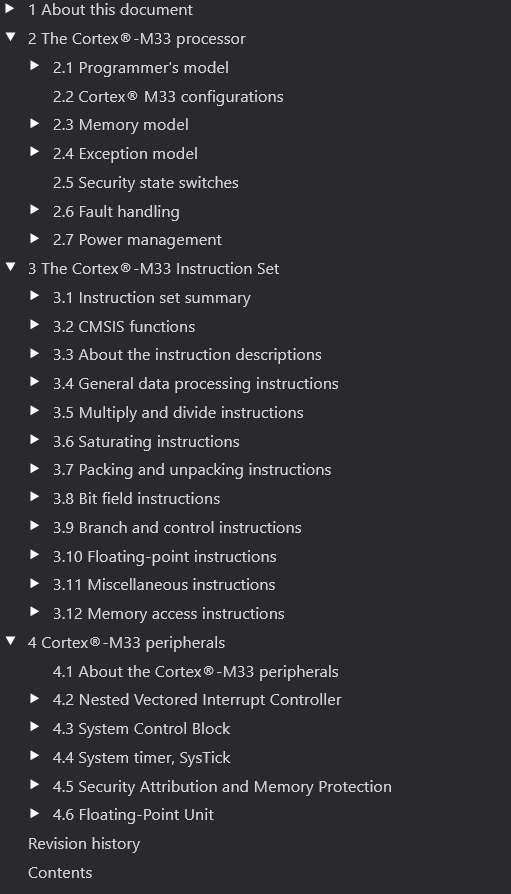 1 About this document
2 The Cortex®-M33 processor
2.1 Programmer's model
2.2 Cortex® M33 configurations
2.3 Memory model
2.4 Exception model
2.5 Security state switches
2.6 Fault handling
2.7 Power management
3 The Cortex®-M33 Instruction Set
3.1 Instruction set summary
3.2 CMSIS functions
3.3 About the instruction descriptions
3.4 General data processing instructions
3.5 Multiply and divide instructions
3.6 Saturating instructions
3.7 Packing and unpacking instructions
3.8 Bit field instructions
3.9 Branch and control instructions
3.10 Floating-point instructions
3.11 Miscellaneous instructions
3.12 Memory access instructions
4 Cortex®-M33 peripherals
4.1 About the Cortex®-M33 peripherals
4.2 Nested Vectored Interrupt Controller
4.3 System Control Block
4.4 System timer, SysTick
4.5 Security Attribution and Memory Protection
4.6 Floating-Point Unit
Revision history
Contents